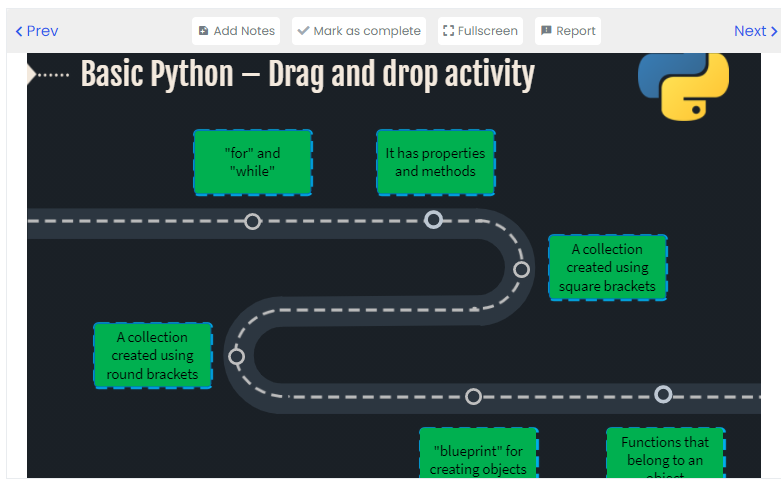 Prev
Add Notes
Mark as complete
Fullscreen
Report
Next
Basic Python – Drag and drop activity
"for" and
"while"
It has properties
and methods
A collection
created using
square brackets
A collection
created using
round brackets
"blueprint" for
creating objects
Functions that
belong to an
object